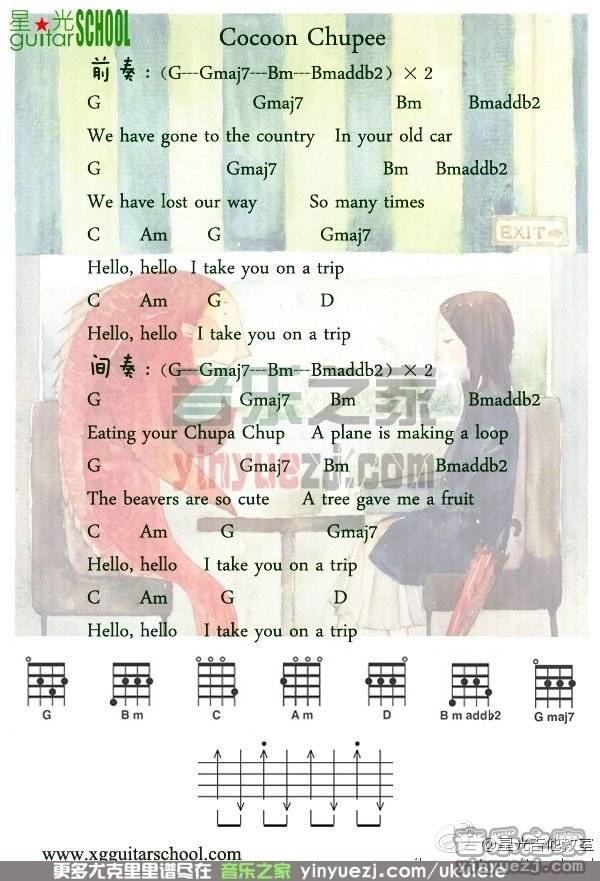 星★光
guitar SCHOOL
Cocoon Chupee
前奏：（G---Gmaj7---Bm---Bmaddb2）× 2
G Gmaj7 Bm Bmaddb2
We have gone to the country In your old car
G Gmaj7 Bm Bmaddb2
We have lost our way So many times
C Am G Gmaj7
EXIT
Hello, hello I take you on a trip
C Am G D
Hello, hello I take you on a trip
间奏：（G---Gmaj7---Bm---Bmaddb2）× 2
音乐之家
G Gmaj7 Bm Bmaddb2
Eating your Chupa Chup A plane is making a loop
yinyuezj.com
G Gmaj7 Bm Bmaddb2
The beavers are so cute A tree gave me a fruit
C Am G Gmaj7
Hello, hello I take you on a trip
C Am G D
Hello, hello I take you on a trip
G B m C A m D B m add♭2 G maj7
@星光吉他教室
www.xgguitarschool.com
更多尤克里里谱尽在 音乐之家 yinyuezj.com/ukulele